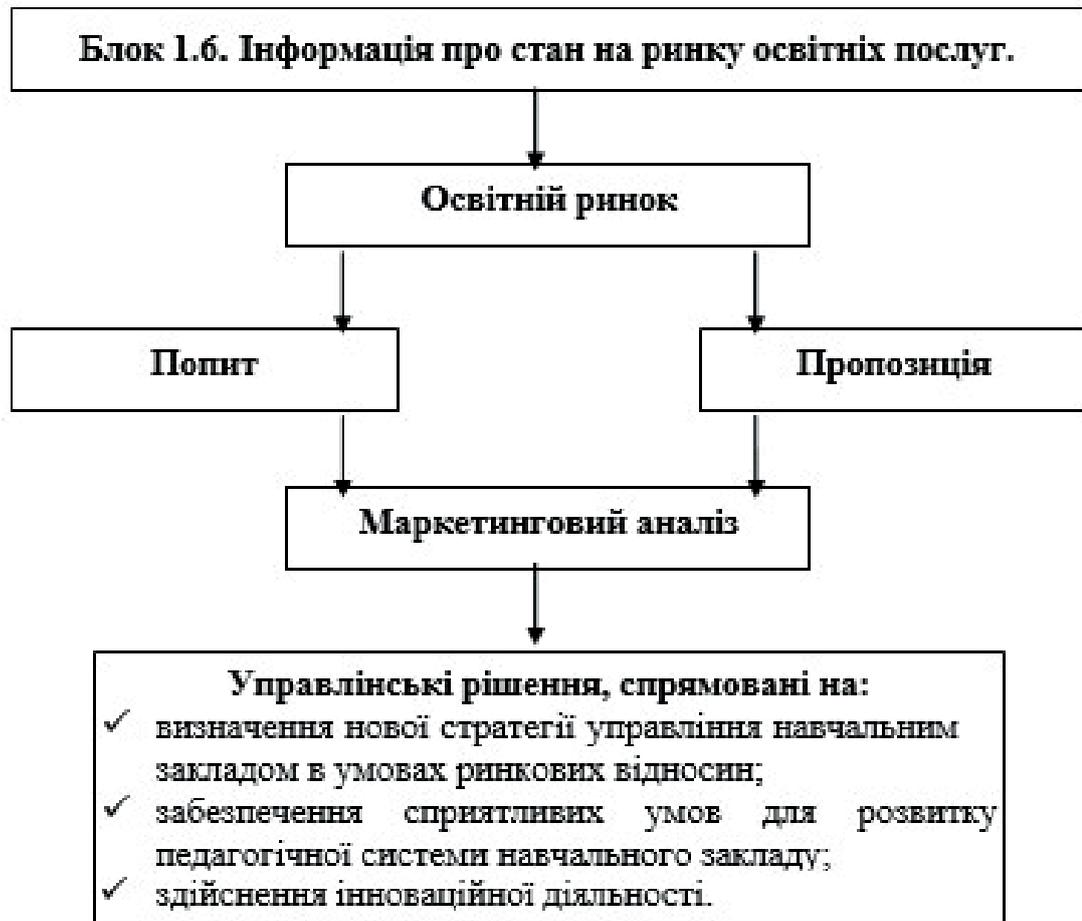 Блок 1.6. Інформація про стан на ринку освітніх послуг.
Освітній ринок
Попит
Пропозиція
Маркетинговий аналіз
Управлінські рішення, спрямовані на:
✓ визначення нової стратегії управління навчальним
закладом в умовах ринкових відносин;
✓ забезпечення сприятливих умов для розвитку
педагогічної системи навчального закладу;
✓ здійснення інноваційної діяльності.